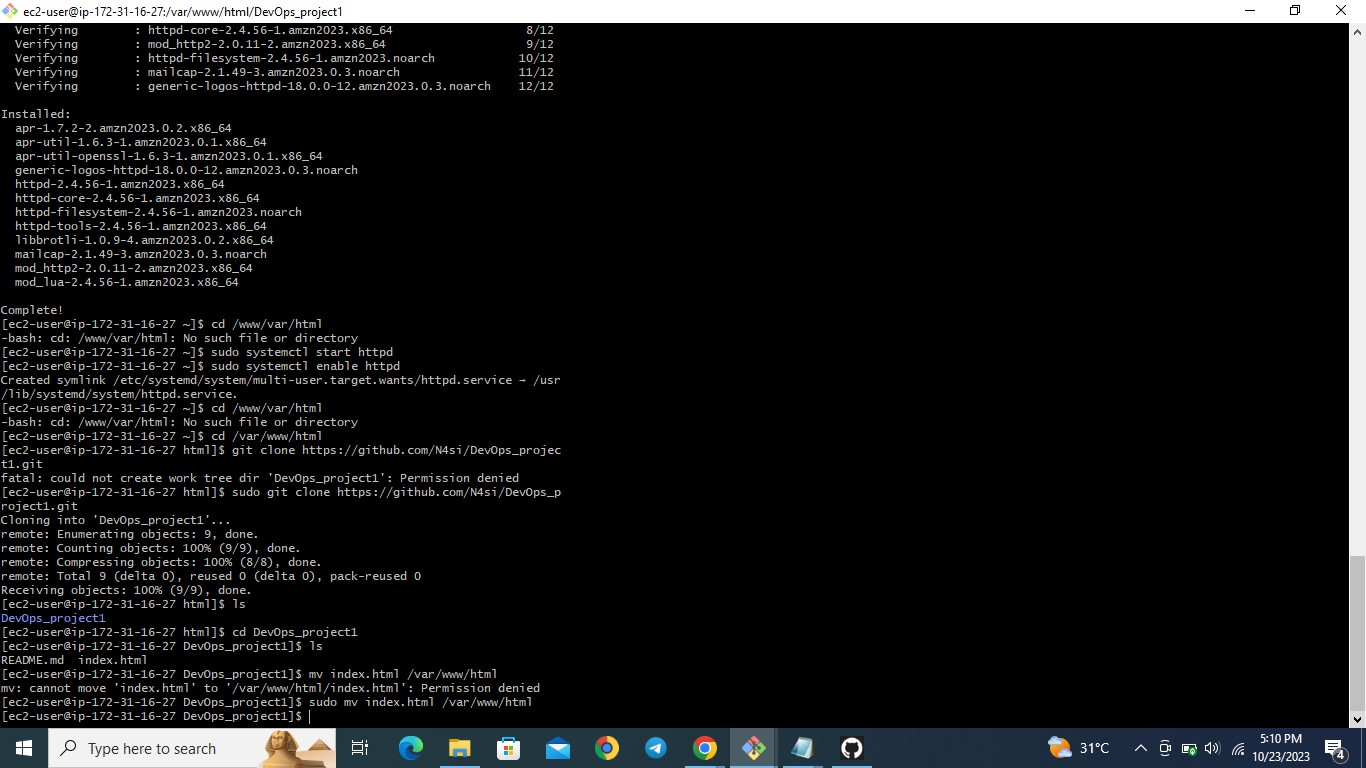 ec2-user@ip-172-31-16-27:/var/www/html/DevOps_project1
Verifying : httpd-core-2.4.56-1.amzn2023.x86_64 8/12
Verifying : mod_http2-2.0.11-2.amzn2023.x86_64 9/12
Verifying : httpd-filesystem-2.4.56-1.amzn2023.noarch 10/12
Verifying : mailcap-2.1.49-3.amzn2023.0.3.noarch 11/12
Verifying : generic-logos-httpd-18.0.0-12.amzn2023.0.3.noarch 12/12
Installed:
apr-1.7.2-2.amzn2023.0.2.x86_64
apr-util-1.6.3-1.amzn2023.0.1.x86_64
apr-util-openssl-1.6.3-1.amzn2023.0.1.x86_64
generic-logos-httpd-18.0.0-12.amzn2023.0.3.noarch
httpd-2.4.56-1.amzn2023.x86_64
httpd-core-2.4.56-1.amzn2023.x86_64
httpd-filesystem-2.4.56-1.amzn2023.noarch
httpd-tools-2.4.56-1.amzn2023.x86_64
libbrotli-1.0.9-4.amzn2023.0.2.x86_64
mailcap-2.1.49-3.amzn2023.0.3.noarch
mod_http2-2.0.11-2.amzn2023.x86_64
mod_lua-2.4.56-1.amzn2023.x86_64
Complete!
[ec2-user@ip-172-31-16-27 ~]$ cd /www/var/html
-bash: cd: /www/var/html: No such file or directory
[ec2-user@ip-172-31-16-27 ~]$ sudo systemctl start httpd
[ec2-user@ip-172-31-16-27 ~]$ sudo systemctl enable httpd
Created symlink /etc/systemd/system/multi-user.target.wants/httpd.service → /usr
/lib/systemd/system/httpd.service.
[ec2-user@ip-172-31-16-27 ~]$ cd /www/var/html
-bash: cd: /www/var/html: No such file or directory
[ec2-user@ip-172-31-16-27 ~]$ cd /var/www/html
[ec2-user@ip-172-31-16-27 html]$ git clone https://github.com/N4si/DevOps_projec
t1.git
fatal: could not create work tree dir 'DevOps_project1': Permission denied
[ec2-user@ip-172-31-16-27 html]$ sudo git clone https://github.com/N4si/DevOps_p
roject1.git
Cloning into 'DevOps_project1'...
remote: Enumerating objects: 9, done.
remote: Counting objects: 100% (9/9), done.
remote: Compressing objects: 100% (8/8), done.
remote: Total 9 (delta 0), reused 0 (delta 0), pack-reused 0
Receiving objects: 100% (9/9), done.
[ec2-user@ip-172-31-16-27 html]$ ls
DevOps_project1
[ec2-user@ip-172-31-16-27 html]$ cd DevOps_project1
[ec2-user@ip-172-31-16-27 DevOps_project1]$ ls
README.md index.html
[ec2-user@ip-172-31-16-27 DevOps_project1]$ mv index.html /var/www/html
mv: cannot move 'index.html' to '/var/www/html/index.html': Permission denied
[ec2-user@ip-172-31-16-27 DevOps_project1]$ sudo mv index.html /var/www/html
[ec2-user@ip-172-31-16-27 DevOps_project1]$
Type here to search
31°C
5:10 PM
10/23/2023
4